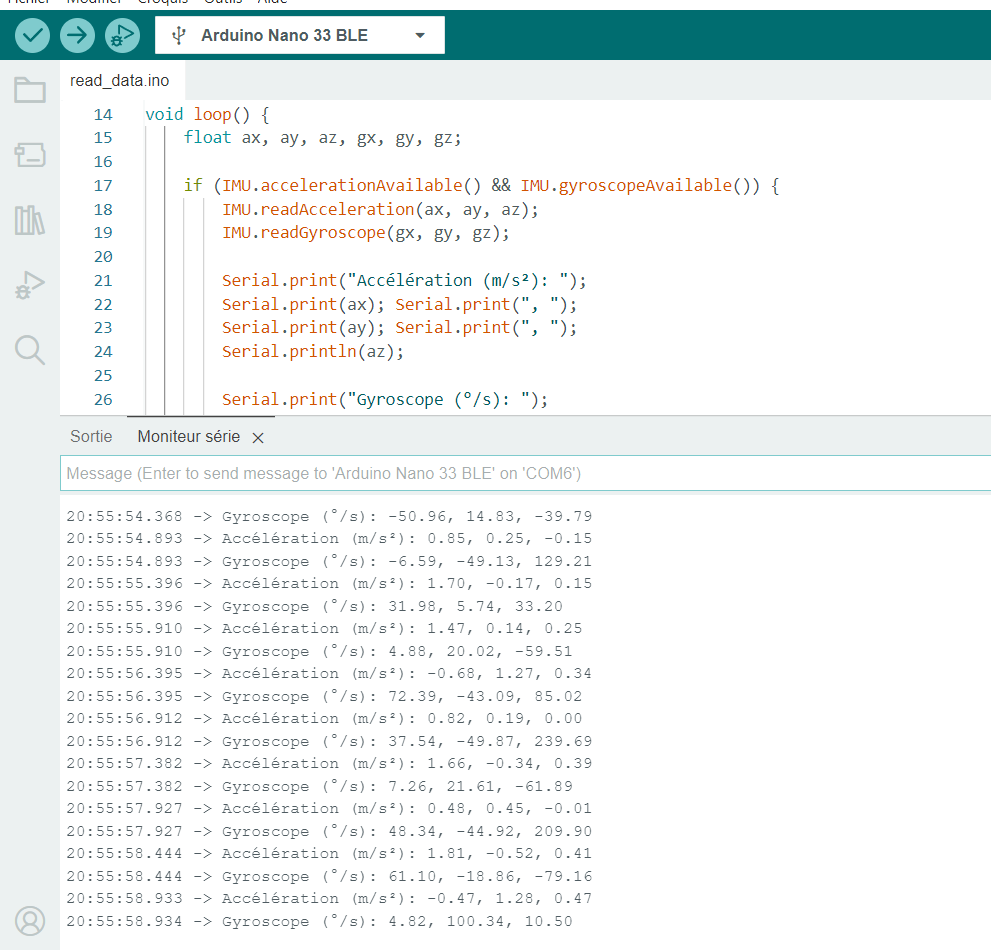 Fichier Modifier Croquis Outils Aide
Arduino Nano 33 BLE
read_data.ino
14 void loop() {
15 float ax, ay, az, gx, gy, gz;
16
17 if (IMU.accelerationAvailable() && IMU.gyroscopeAvailable()) {
18 IMU.readAcceleration(ax, ay, az);
19 IMU.readGyroscope(gx, gy, gz);
20
21 Serial.print("Accélération (m/s²): ");
22 Serial.print(ax); Serial.print(", ");
23 Serial.print(ay); Serial.print(", ");
24 Serial.println(az);
25
26 Serial.print("Gyroscope (°/s): ");
Sortie Moniteur série
Message (Enter to send message to 'Arduino Nano 33 BLE' on 'COM6')
20:55:54.368 -> Gyroscope (°/s): -50.96, 14.83, -39.79
20:55:54.893 -> Accélération (m/s²): 0.85, 0.25, -0.15
20:55:54.893 -> Gyroscope (°/s): -6.59, -49.13, 129.21
20:55:55.396 -> Accélération (m/s²): 1.70, -0.17, 0.15
20:55:55.396 -> Gyroscope (°/s): 31.98, 5.74, 33.20
20:55:55.910 -> Accélération (m/s²): 1.47, 0.14, 0.25
20:55:55.910 -> Gyroscope (°/s): 4.88, 20.02, -59.51
20:55:56.395 -> Accélération (m/s²): -0.68, 1.27, 0.34
20:55:56.395 -> Gyroscope (°/s): 72.39, -43.09, 85.02
20:55:56.912 -> Accélération (m/s²): 0.82, 0.19, 0.00
20:55:56.912 -> Gyroscope (°/s): 37.54, -49.87, 239.69
20:55:57.382 -> Accélération (m/s²): 1.66, -0.34, 0.39
20:55:57.382 -> Gyroscope (°/s): 7.26, 21.61, -61.89
20:55:57.927 -> Accélération (m/s²): 0.48, 0.45, -0.01
20:55:57.927 -> Gyroscope (°/s): 48.34, -44.92, 209.90
20:55:58.444 -> Accélération (m/s²): 1.81, -0.52, 0.41
20:55:58.444 -> Gyroscope (°/s): 61.10, -18.86, -79.16
20:55:58.933 -> Accélération (m/s²): -0.47, 1.28, 0.47
20:55:58.934 -> Gyroscope (°/s): 4.82, 100.34, 10.50